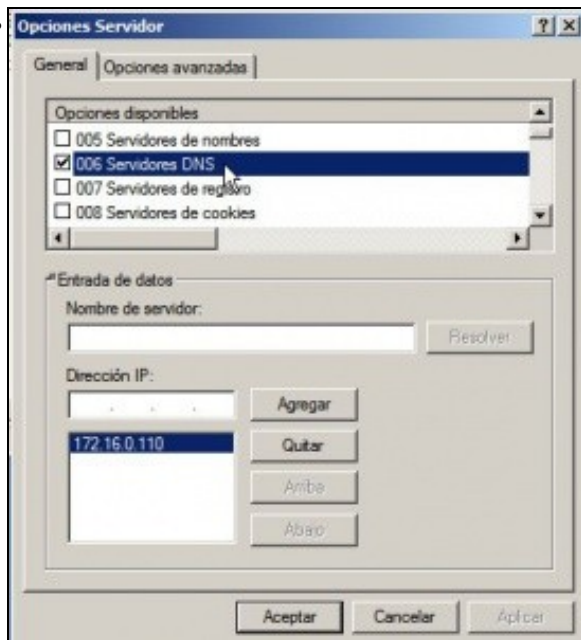 Opciones Servidor
General Opciones avanzadas
Opciones disponibles
005 Servidores de nombres
006 Servidores DNS
007 Servidores de registro
008 Servidores de cookies
Entrada de datos
Nombre de servidor:
Resolver
Dirección IP:
Agregar
172.16.0.110
Quitar
Arriba
Abajo
Aceptar Cancelar Aplicar